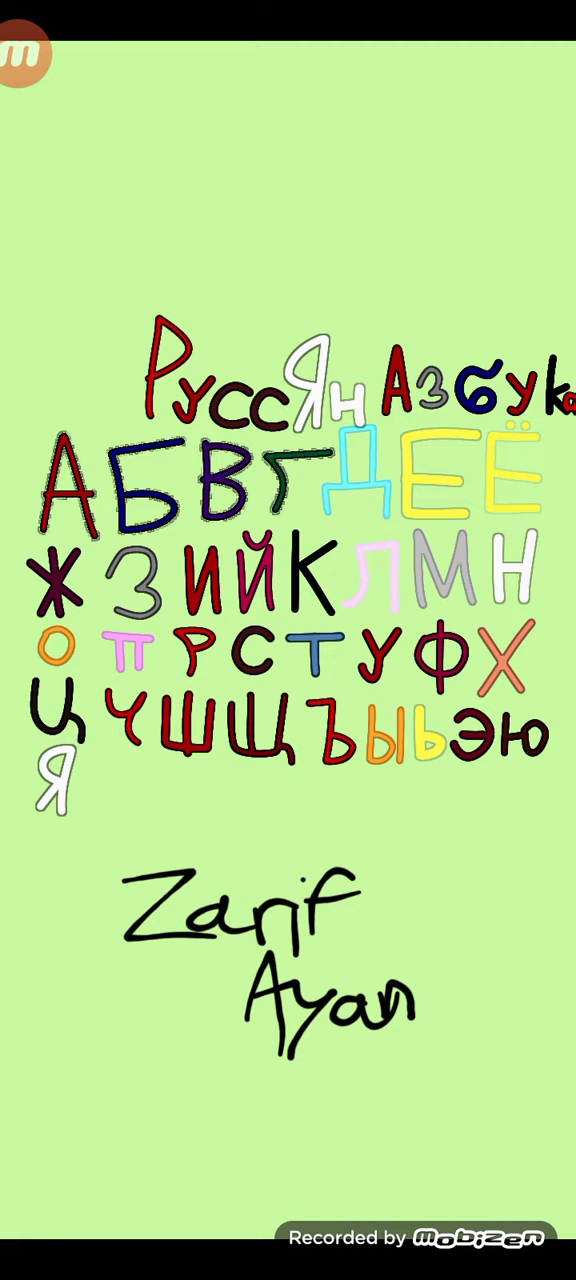 m
Руссян Азбука
АБВГДЕЁ
ЖЗИЙКЛМН
ОПРСТУФХ
ЦЧШЩЪЫЬЭЮ
Я
Zarif
Ayan
Recorded by mobizen